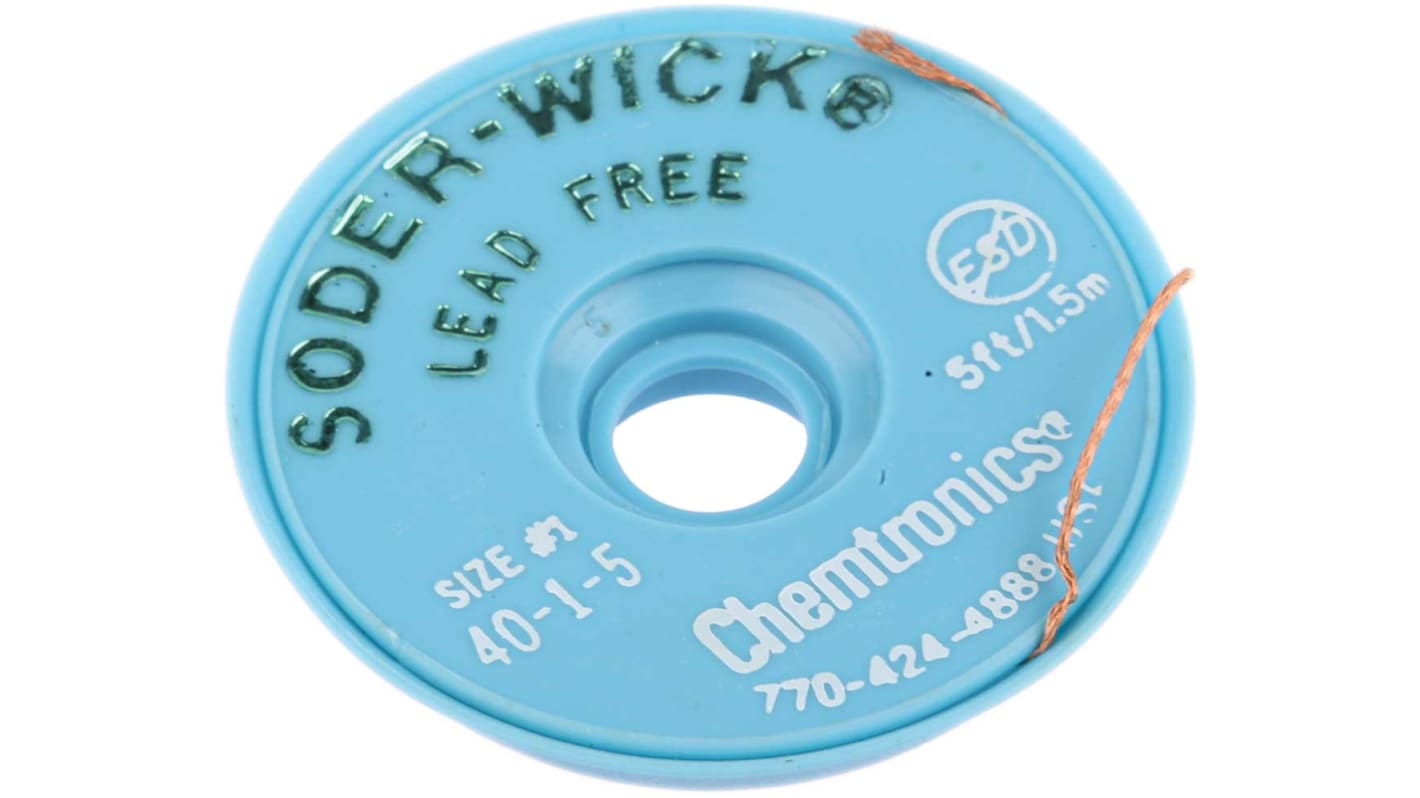 SODER-WICK®
LEAD FREE
ESD
5ft/1.5m
SIZE #1
40-1-5
Chemtronics®
770-424-4888